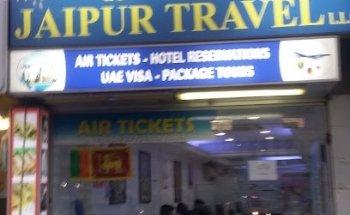 JAIPUR TRAVEL L.L.
AIR TICKETS - HOTEL RESERVATIONS
UAE VISA - PACKAGE TOURS
AIR TICKETS